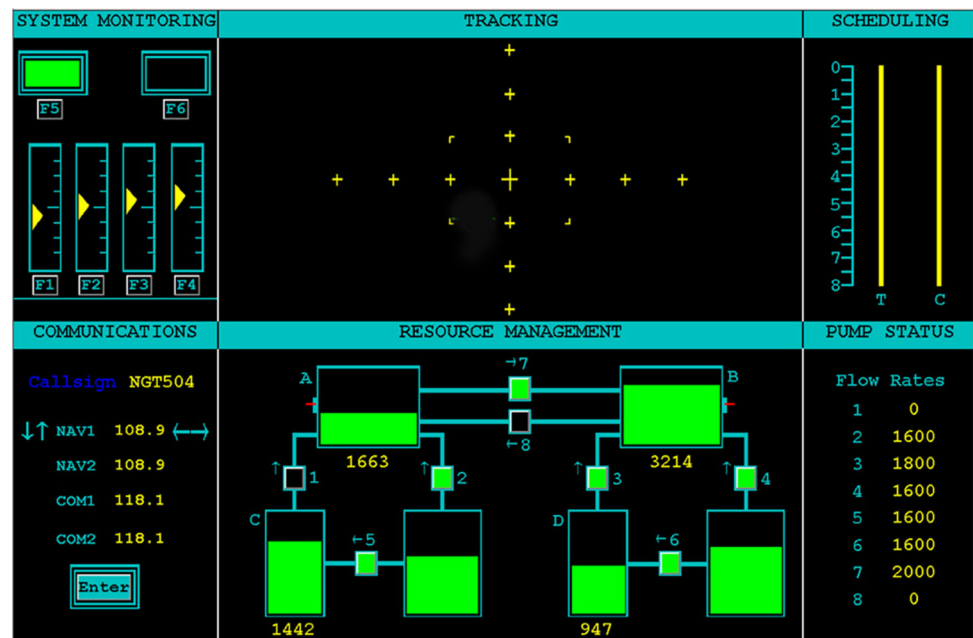 SYSTEM MONITORING
F5
F6
F1
F2
F3
F4
TRACKING
SCHEDULING
0
1
2
3
4
5
6
7
8
T
C
COMMUNICATIONS
Callsign NGT504
↓↑ NAV1 108.9 ←→
NAV2 108.9
COM1 118.1
COM2 118.1
Enter
RESOURCE MANAGEMENT
→7
A
B
←8
1663
3214
↑ 1
↑ 2
↑ 3
↑ 4
C
←5
D
←6
1442
947
PUMP STATUS
Flow Rates
1 0
2 1600
3 1800
4 1600
5 1600
6 1600
7 2000
8 0